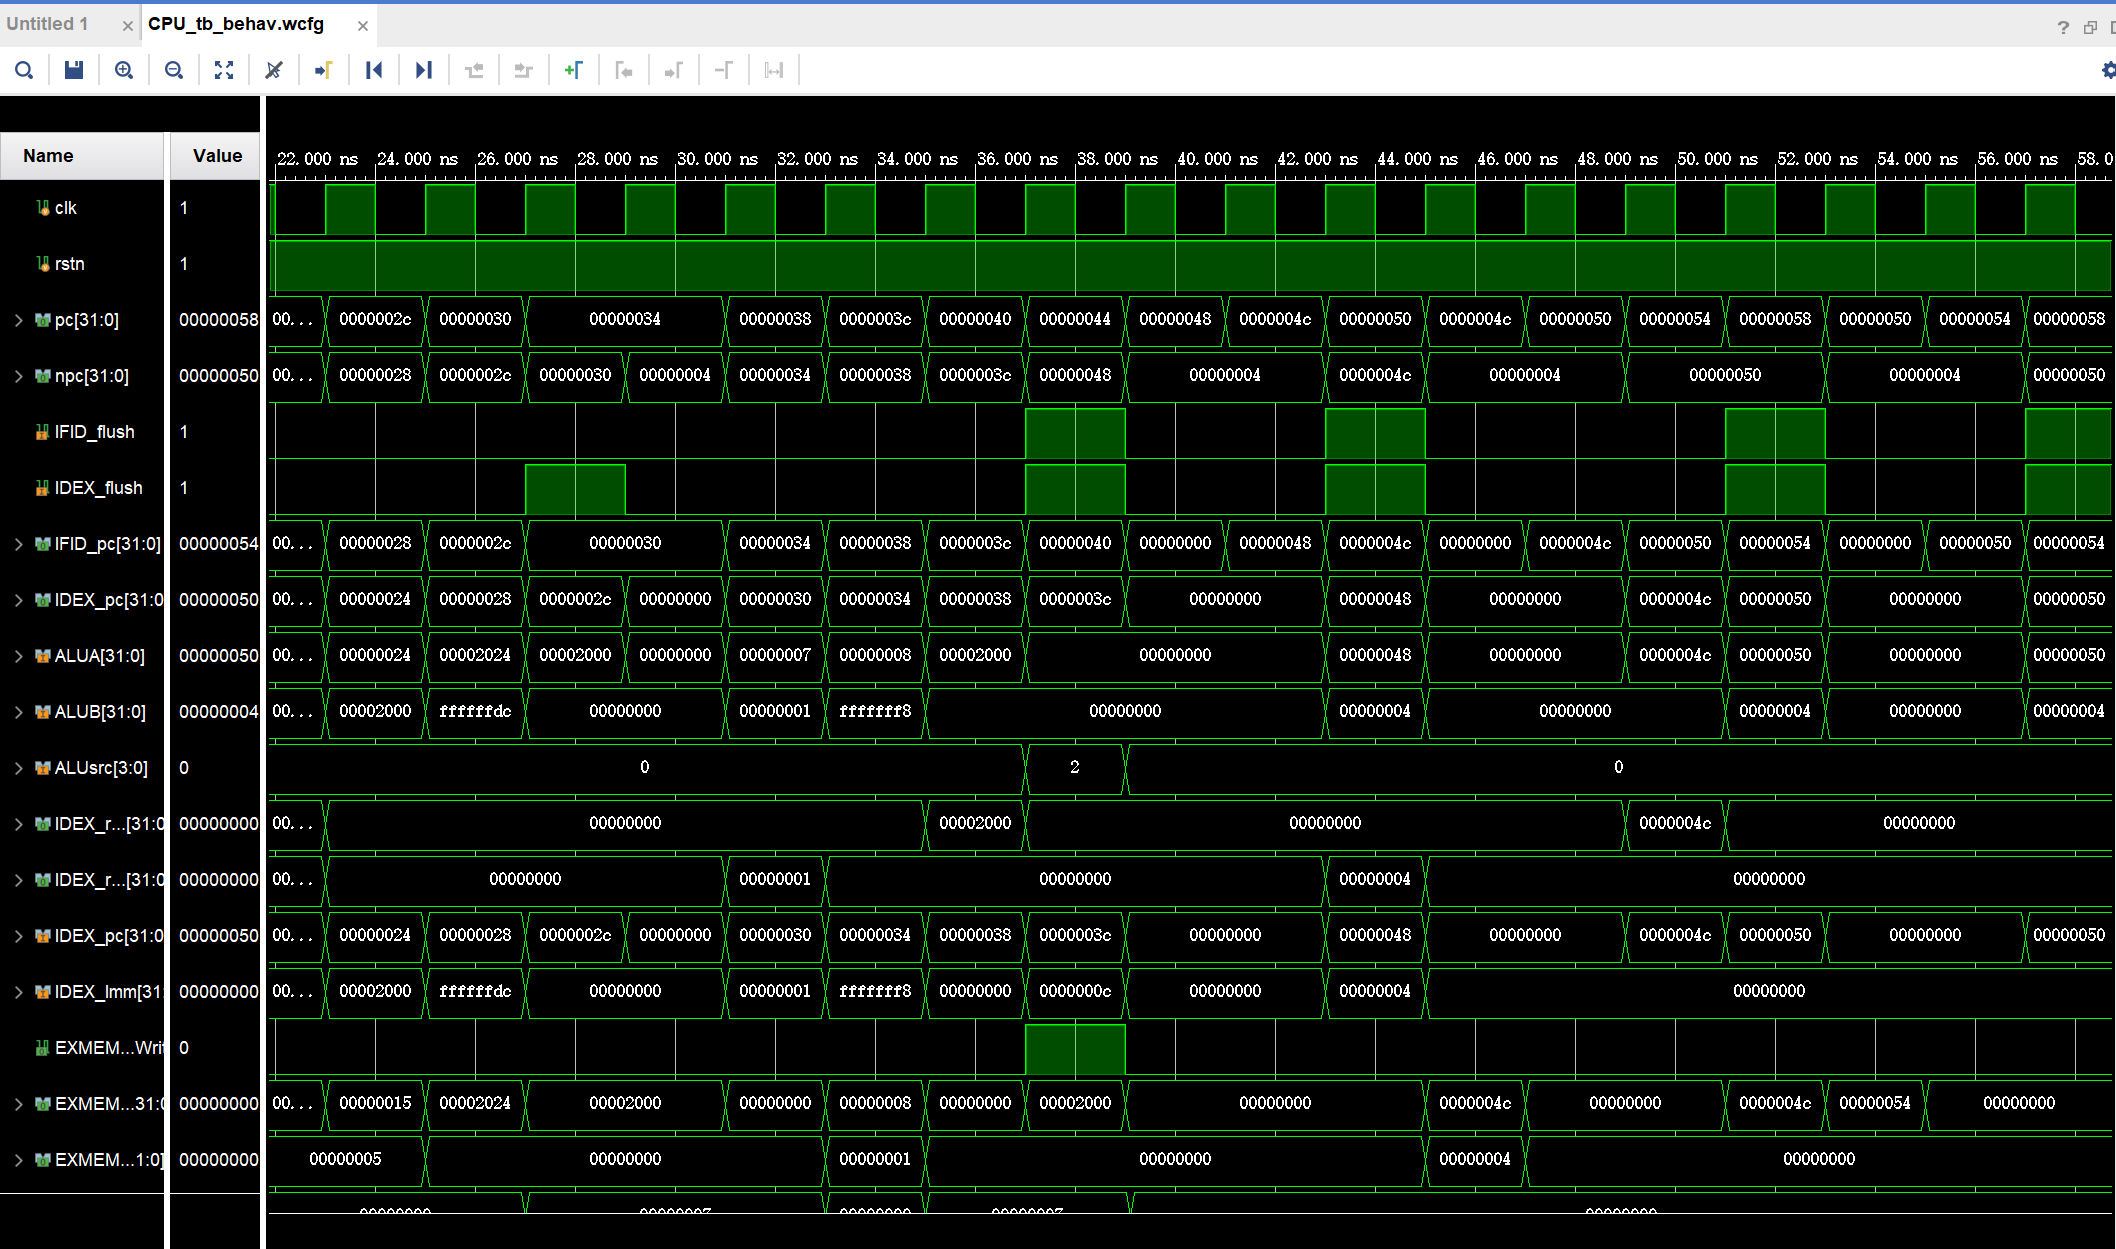 Untitled 1 × CPU_tb_behav.wcfg × ?
Name Value
22.000 ns 24.000 ns 26.000 ns 28.000 ns 30.000 ns 32.000 ns 34.000 ns 36.000 ns 38.000 ns 40.000 ns 42.000 ns 44.000 ns 46.000 ns 48.000 ns 50.000 ns 52.000 ns 54.000 ns 56.000 ns 58.0
clk 1
rstn 1
pc[31:0] 00000058 00... 0000002c 00000030 00000034 00000038 0000003c 00000040 00000044 00000048 0000004c 00000050 0000004c 00000050 00000054 00000058 00000050 00000054 00000058
npc[31:0] 00000050 00... 00000028 0000002c 00000030 00000004 00000034 00000038 0000003c 00000048 00000004 0000004c 00000004 00000050 00000004 00000050
IFID_flush 1
IDEX_flush 1
IFID_pc[31:0] 00000054 00... 00000028 0000002c 00000030 00000034 00000038 0000003c 00000040 00000000 00000048 0000004c 00000000 0000004c 00000050 00000054 00000000 00000050 00000054
IDEX_pc[31:0 00000050 00... 00000024 00000028 0000002c 00000000 00000030 00000034 00000038 0000003c 00000000 00000048 00000000 0000004c 00000050 00000000 00000050
ALUA[31:0] 00000050 00... 00000024 00002024 00002000 00000000 00000007 00000008 00002000 00000000 00000048 00000000 0000004c 00000050 00000000 00000050
ALUB[31:0] 00000004 00... 00002000 ffffffdc 00000000 00000001 fffffff8 00000000 00000004 00000000 00000004 00000000 00000004
ALUsrc[3:0] 0 0 2 0
IDEX_r...[31:0 00000000 00... 00000000 00002000 00000000 0000004c 00000000
IDEX_r...[31:0 00000000 00... 00000000 00000001 00000000 00000004 00000000
IDEX_pc[31:0 00000050 00... 00000024 00000028 0000002c 00000000 00000030 00000034 00000038 0000003c 00000000 00000048 00000000 0000004c 00000050 00000000 00000050
IDEX_Imm[31: 00000000 00... 00002000 ffffffdc 00000000 00000001 fffffff8 00000000 0000000c 00000000 00000004 00000000
EXMEM...Writ 0
EXMEM...31:0 00000000 00... 00000015 00002024 00002000 00000000 00000008 00000000 00002000 00000000 0000004c 00000000 0000004c 00000054 00000000
EXMEM...1:0] 00000000 00000005 00000000 00000001 00000000 00000004 00000000